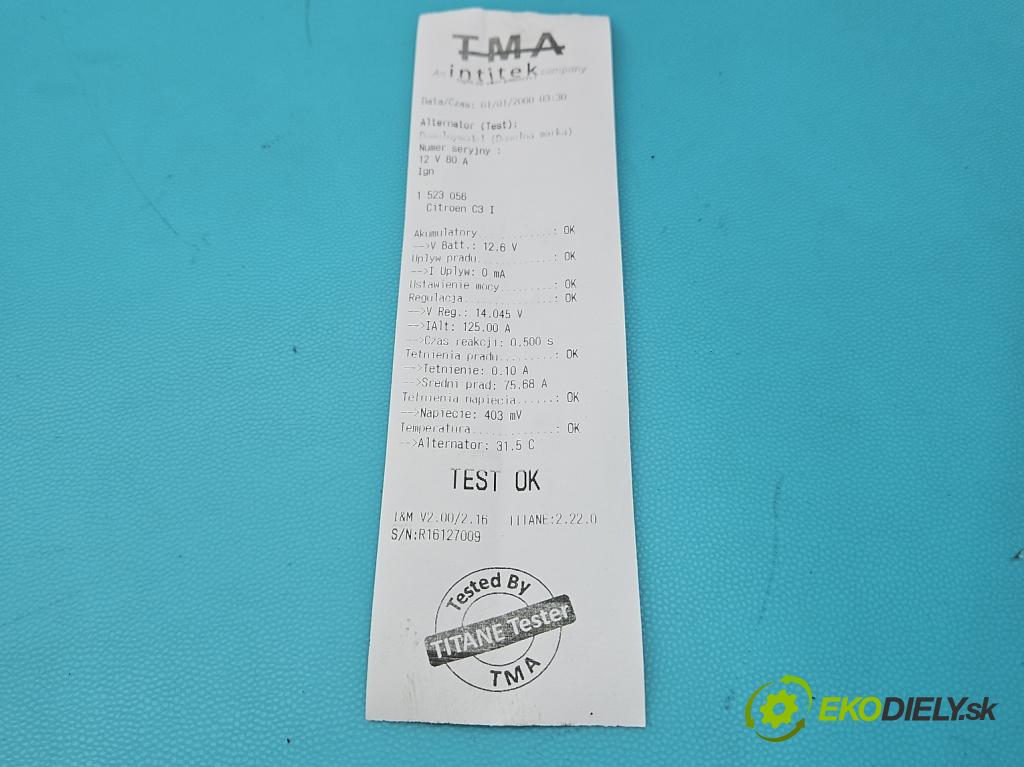 TMA
An intitek company
Data/Czas: 01/01/2000 03:30
Alternator (Test):
(Dowolna marka)
Numer seryjny :
12 V 80 A
Ign
1 523 056
Citroen C3 I
Akumulatory..............: OK
-->V Batt.: 12.6 V
Uplyw pradu..............: OK
-->I Uplyw: 0 mA
Ustawienie mocy.........: OK
Regulacja................: OK
-->V Reg.: 14.045 V
-->IAlt: 125.00 A
-->Czas reakcji: 0.500 s
Tetnienia pradu.........: OK
-->Tetnienie: 0.10 A
-->Sredni prad: 75.68 A
Tetnienia napiecia......: OK
-->Napiecie: 403 mV
Temperatura..............: OK
-->Alternator: 31.5 C
TEST OK
I&M V2.00/2.16 TITANE:2.22.0
S/N:R16127009
Tested By
TITANE Tester
TMA
EKODIELY.sk